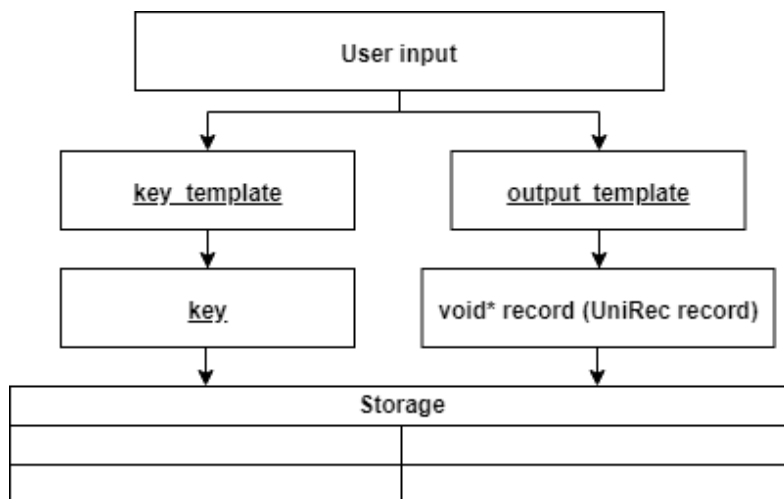 User input
key_template
output_template
key
void* record (UniRec record)
Storage